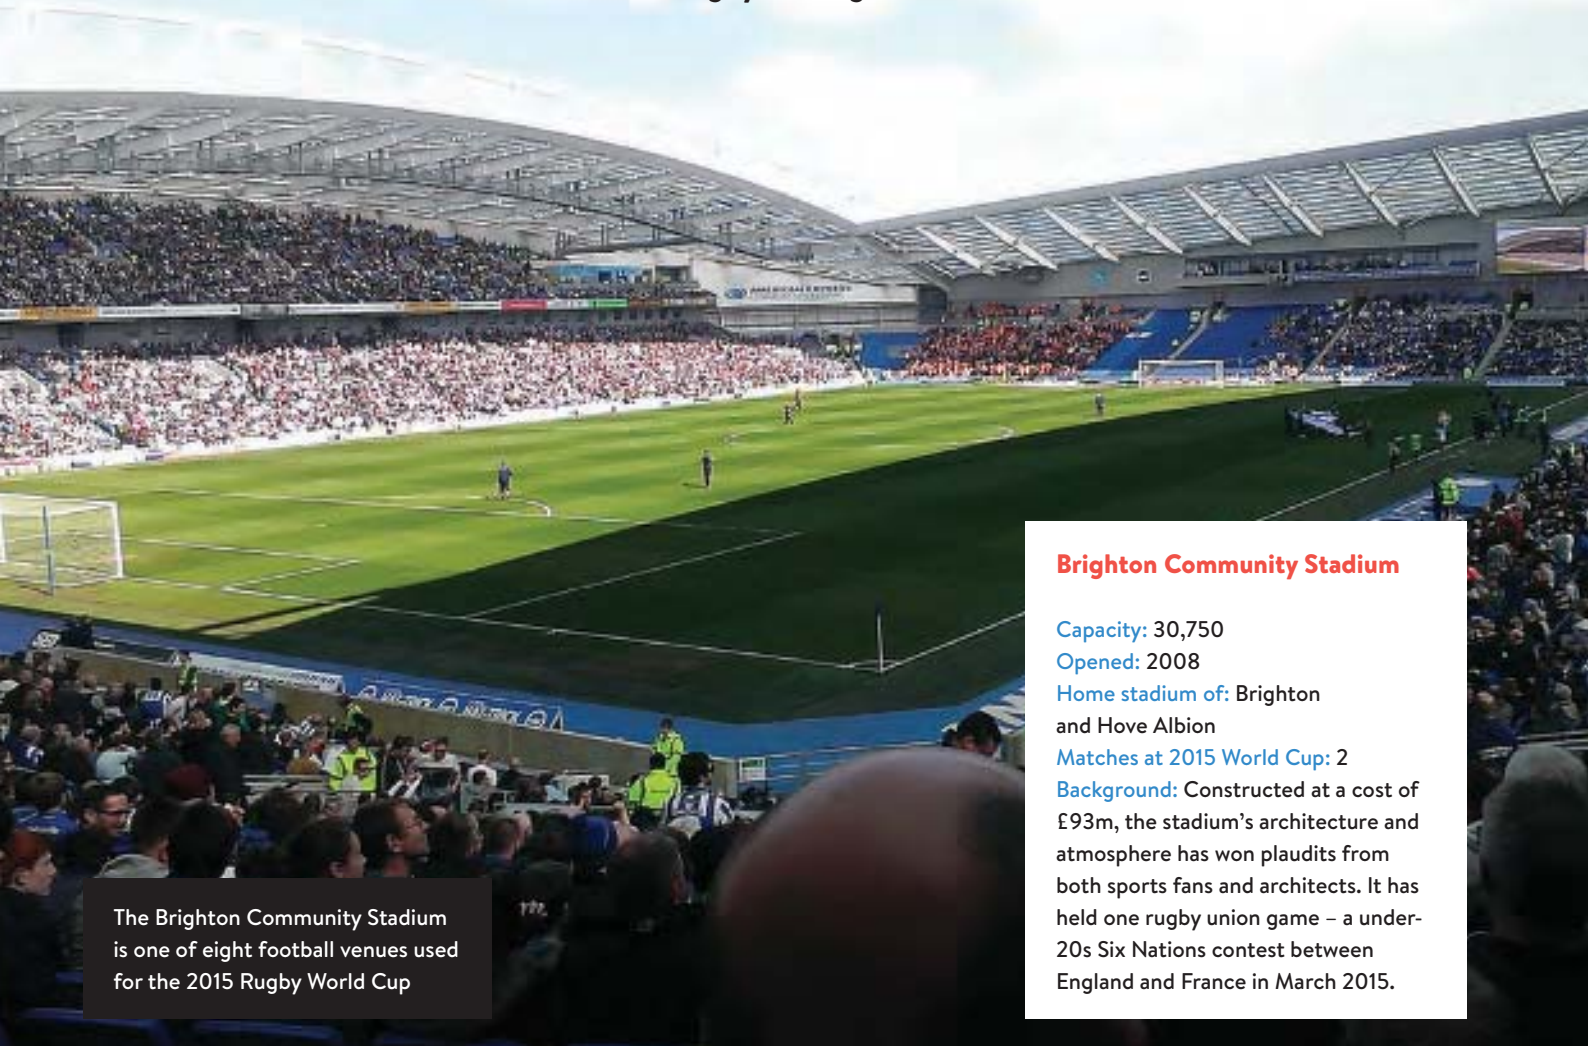 AMERICAN EXPRESS
Brighton Community Stadium
Capacity: 30,750
Opened: 2008
Home stadium of: Brighton
and Hove Albion
Matches at 2015 World Cup: 2
Background: Constructed at a cost of
£93m, the stadium’s architecture and
atmosphere has won plaudits from
both sports fans and architects. It has
held one rugby union game – a under-
20s Six Nations contest between
England and France in March 2015.
The Brighton Community Stadium
is one of eight football venues used
for the 2015 Rugby World Cup